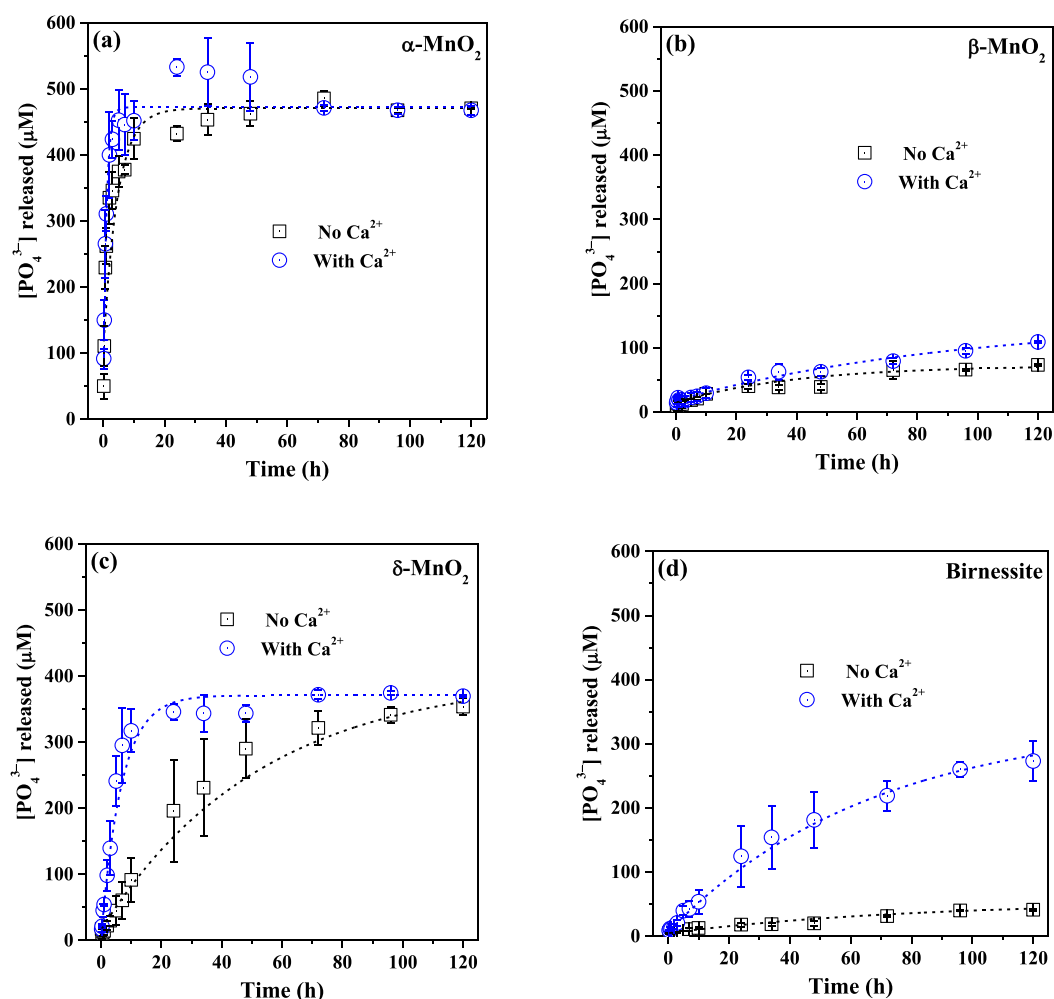 (a)
α-MnO₂
600
500
400
300
200
100
0
[PO₄³⁻] released (μM)
No Ca²⁺
With Ca²⁺
0 20 40 60 80 100 120
Time (h)
(b)
β-MnO₂
600
500
400
300
200
100
0
[PO₄³⁻] released (μM)
No Ca²⁺
With Ca²⁺
0 20 40 60 80 100 120
Time (h)
(c)
δ-MnO₂
600
500
400
300
200
100
0
[PO₄³⁻] released (μM)
No Ca²⁺
With Ca²⁺
0 20 40 60 80 100 120
Time (h)
(d)
Birnessite
600
500
400
300
200
100
0
[PO₄³⁻] released (μM)
No Ca²⁺
With Ca²⁺
0 20 40 60 80 100 120
Time (h)